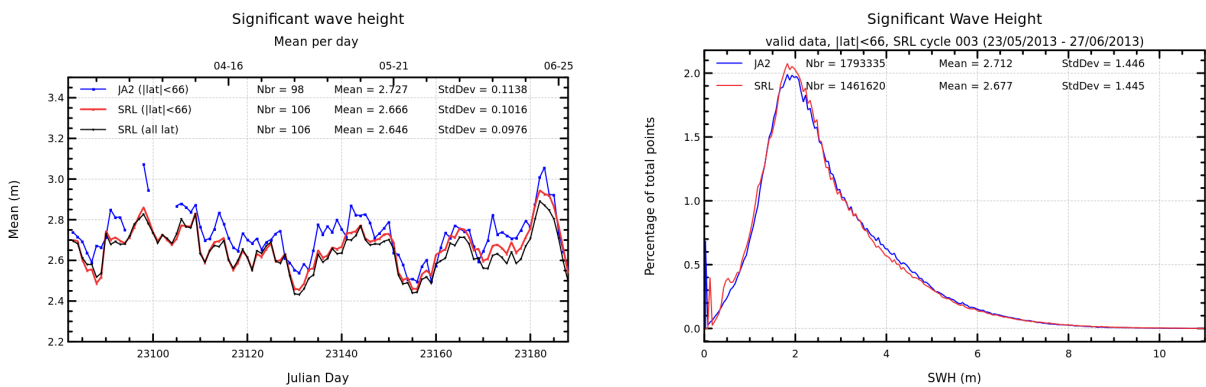 Significant wave height
Mean per day
04-16 05-21 06-25
JA2 (|lat|<66) Nbr = 98 Mean = 2.727 StdDev = 0.1138
SRL (|lat|<66) Nbr = 106 Mean = 2.666 StdDev = 0.1016
SRL (all lat) Nbr = 106 Mean = 2.646 StdDev = 0.0976
3.4
3.2
3.0
2.8
2.6
2.4
2.2
Mean (m)
23100 23120 23140 23160 23180
Julian Day
Significant Wave Height
valid data, |lat|<66, SRL cycle 003 (23/05/2013 - 27/06/2013)
JA2 Nbr = 1793335 Mean = 2.712 StdDev = 1.446
SRL Nbr = 1461620 Mean = 2.677 StdDev = 1.445
2.0
1.5
1.0
0.5
0.0
Percentage of total points
0 2 4 6 8 10
SWH (m)